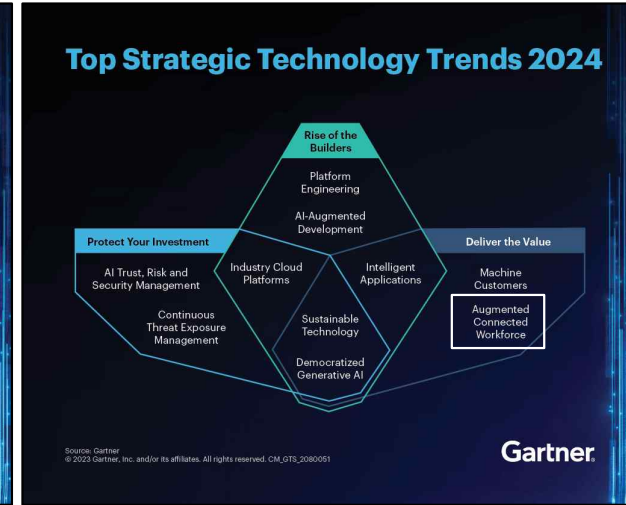 Top Strategic Technology Trends 2024
Rise of the
Builders
Platform
Engineering
AI-Augmented
Development
Protect Your Investment
Deliver the Value
AI Trust, Risk and
Security Management
Continuous
Threat Exposure
Management
Industry Cloud
Platforms
Intelligent
Applications
Machine
Customers
Augmented
Connected
Workforce
Sustainable
Technology
Democratized
Generative AI
Source: Gartner
© 2023 Gartner, Inc. and/or its affiliates. All rights reserved. CM_GTS_2080051
Gartner